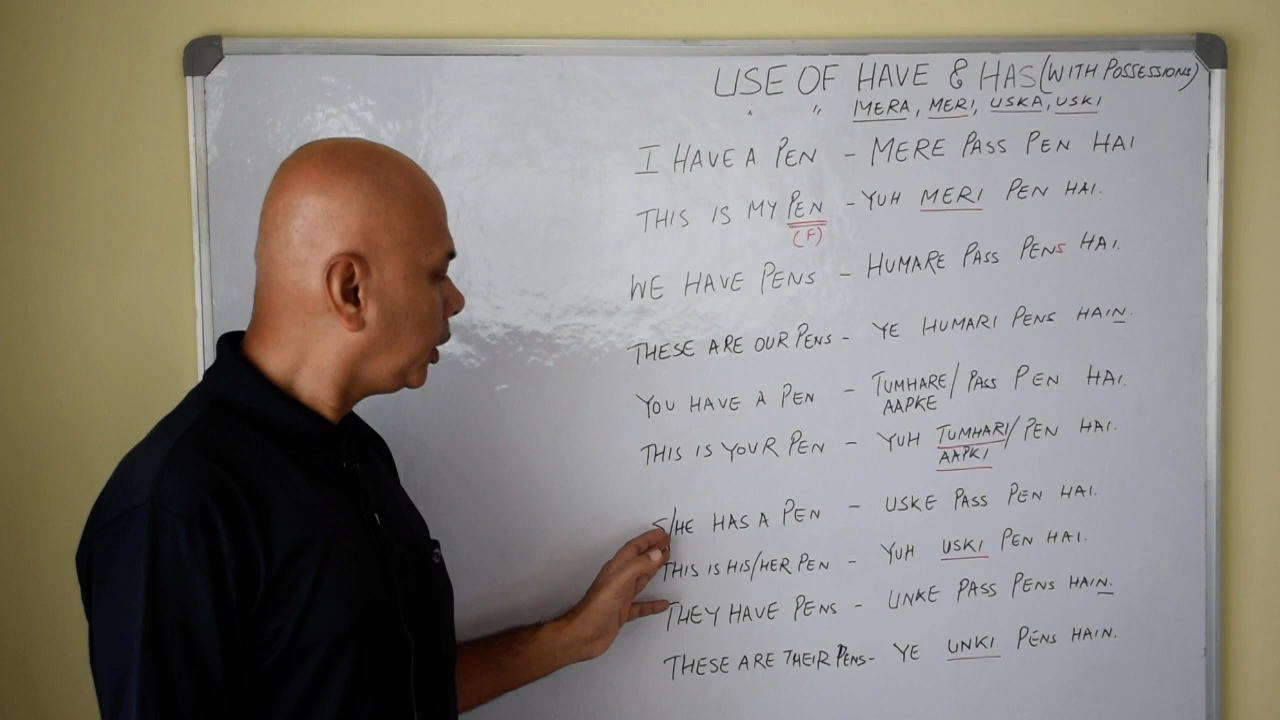 USE OF HAVE & HAS (WITH POSSESSIONS)
" " MERA, MERI, USKA, USKI
I HAVE A PEN - MERE PASS PEN HAI
THIS IS MY PEN - YUH MERI PEN HAI.
(F)
WE HAVE PENS - HUMARE PASS PENS HAI.
THESE ARE OUR PENS - YE HUMARI PENS HAIN.
YOU HAVE A PEN - TUMHARE/ PASS PEN HAI.
AAPKE
THIS IS YOUR PEN - YUH TUMHARI/ PEN HAI.
AAPKI
S/HE HAS A PEN - USKE PASS PEN HAI.
THIS IS HIS/HER PEN - YUH USKI PEN HAI.
THEY HAVE PENS - UNKE PASS PENS HAIN.
THESE ARE THEIR PENS - YE UNKI PENS HAIN.